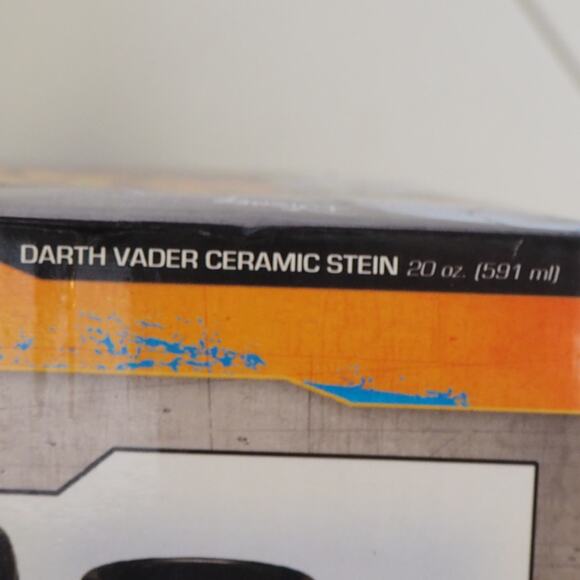 DARTH VADER CERAMIC STEIN 20 oz. (591 ml)